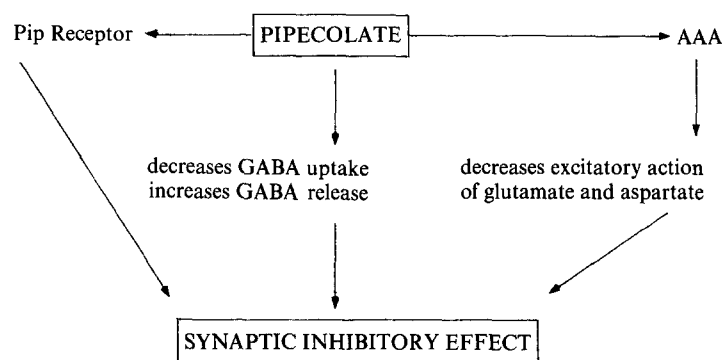 Pip Receptor
PIPECOLATE
AAA
decreases GABA uptake
increases GABA release
decreases excitatory action
of glutamate and aspartate
SYNAPTIC INHIBITORY EFFECT